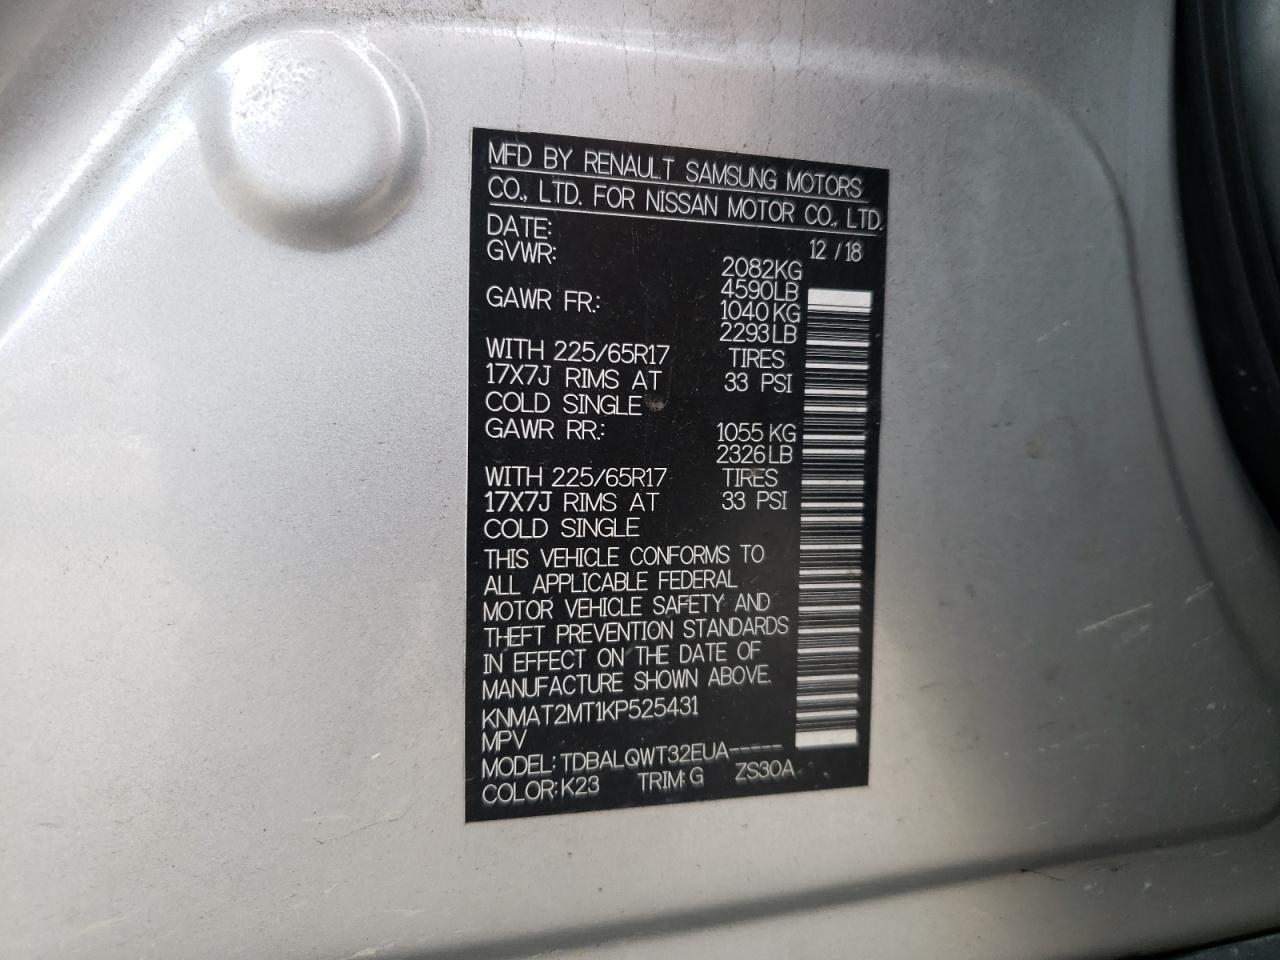 MFD BY RENAULT SAMSUNG MOTORS
CO., LTD. FOR NISSAN MOTOR CO., LTD.
DATE: 12 / 18
GVWR: 2082KG
4590LB
GAWR FR.: 1040 KG
2293LB
WITH 225/65R17 TIRES
17X7J RIMS AT 33 PSI
COLD SINGLE
GAWR RR.: 1055 KG
2326LB
WITH 225/65R17 TIRES
17X7J RIMS AT 33 PSI
COLD SINGLE
THIS VEHICLE CONFORMS TO
ALL APPLICABLE FEDERAL
MOTOR VEHICLE SAFETY AND
THEFT PREVENTION STANDARDS
IN EFFECT ON THE DATE OF
MANUFACTURE SHOWN ABOVE.
KNMAT2MT1KP525431
MPV
MODEL: TDBALQWT32EUA-----
COLOR: K23 TRIM: G ZS30A